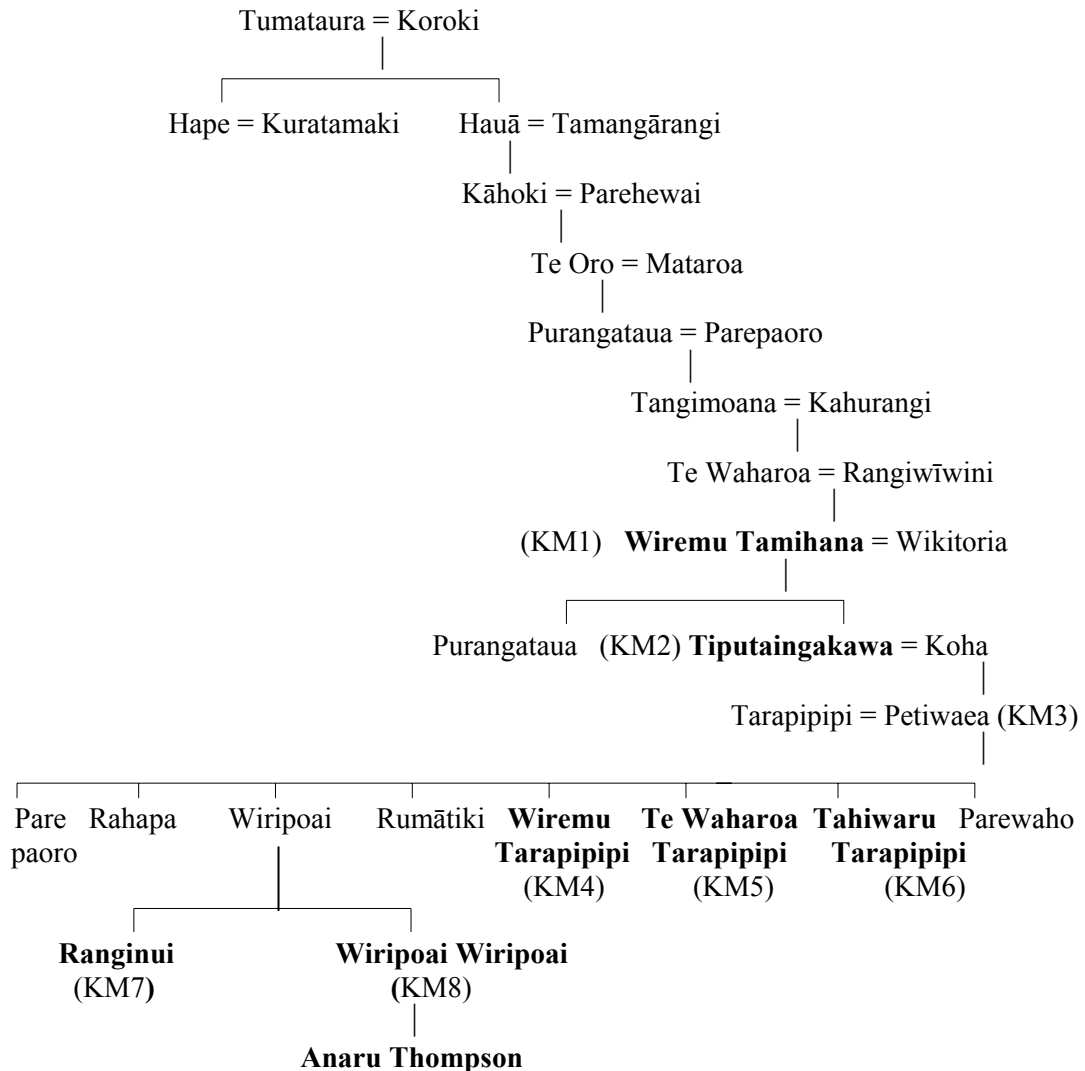 Tumataura = Koroki
Hape = Kuratamaki Hauā = Tamangārangi
Kāhoki = Parehewai
Te Oro = Mataroa
Purangataua = Parepaoro
Tangimoana = Kahurangi
Te Waharoa = Rangiwīwini
(KM1) Wiremu Tamihana = Wikitoria
Purangataua (KM2) Tiputaingakawa = Koha
Tarapipipi = Petiwaea (KM3)
Pare Rahapa Wiripoai Rumātiki Wiremu Te Waharoa Tahiwaru Parewaho
paoro Tarapipipi Tarapipipi Tarapipipi
(KM4) (KM5) (KM6)
Ranginui Wiripoai Wiripoai
(KM7) (KM8)
Anaru Thompson